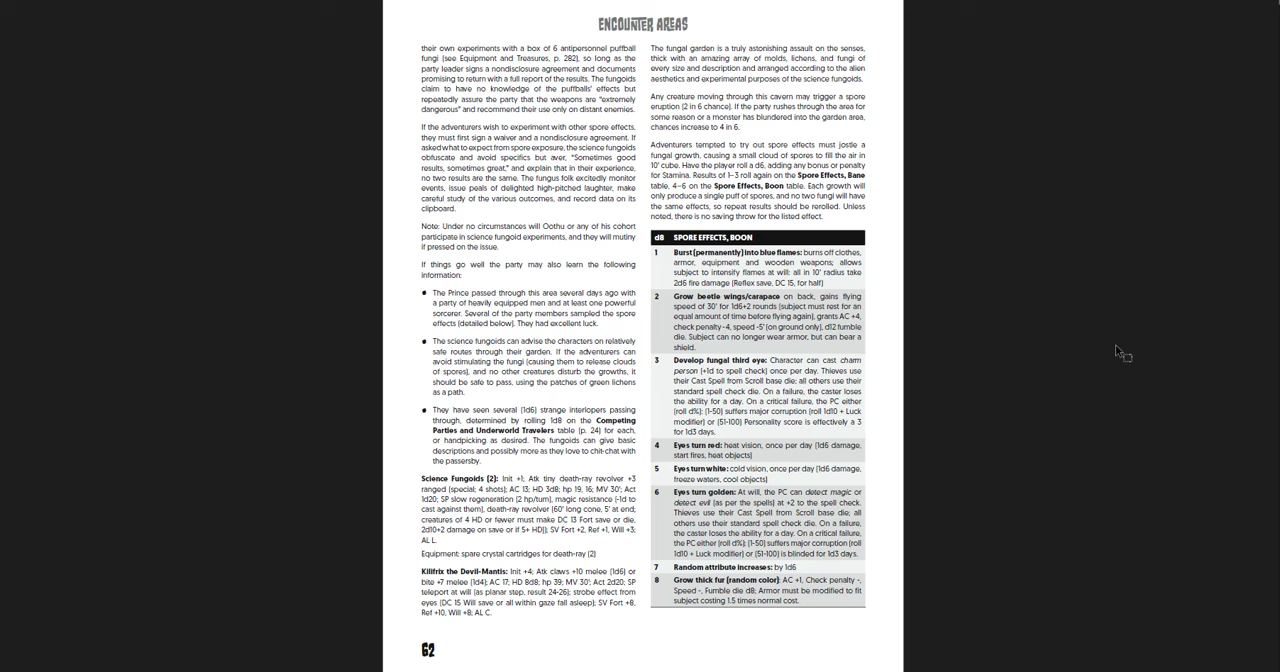 ENCOUNTER AREAS
their own experiments with a box of 6 antipersonnel puffball
fungi (see Equipment and Treasures, p. 282), so long as the
party leader signs a nondisclosure agreement and documents
promising to return with a full report of the results. The fungoids
claim to have no knowledge of the puffballs' effects but
repeatedly assure the party that the weapons are "extremely
dangerous" and recommend their use only on distant enemies.
If the adventurers wish to experiment with other spore effects,
they must first sign a waiver and a nondisclosure agreement. If
asked what to expect from spore exposure, the science fungoids
obfuscate and avoid specifics but aver, "Sometimes good
results, sometimes great," and explain that in their experience,
no two results are the same. The fungus folk excitedly monitor
events, issue peals of delighted high-pitched laughter, make
careful study of the various outcomes, and record data on its
clipboard.
Note: Under no circumstances will Oothu or any of his cohort
participate in science fungoid experiments, and they will mutiny
if pressed on the issue.
If things go well the party may also learn the following
information:
• The Prince passed through this area several days ago with
a party of heavily equipped men and at least one powerful
sorcerer. Several of the party members sampled the spore
effects (detailed below). They had excellent luck.
• The science fungoids can advise the characters on relatively
safe routes through their garden. If the adventurers can
avoid stimulating the fungi (causing them to release clouds
of spores), and no other creatures disturb the growths, it
should be safe to pass, using the patches of green lichens
as a path.
• They have seen several (1d6) strange interlopers passing
through, determined by rolling 1d8 on the Competing
Parties and Underworld Travelers table (p. 24) for each,
or handpicking as desired. The fungoids can give basic
descriptions and possibly more as they love to chit-chat with
the passersby.
Science Fungoids (2): Init +1; Atk tiny death-ray revolver +3
ranged (special; 4 shots); AC 13; HD 3d8; hp 19, 16; MV 30'; Act
1d20; SP slow regeneration (2 hp/turn), magic resistance (-1d to
cast against them), death-ray revolver (60' long cone, 5' at end;
creatures of 4 HD or fewer must make DC 13 Fort save or die,
2d10+2 damage on save or if 5+ HD)); SV Fort +2, Ref +1, Will +3;
AL L.
Equipment: spare crystal cartridges for death-ray (2)
Kilifrix the Devil-Mantis: Init +4; Atk claws +10 melee (1d6) or
bite +7 melee (1d4); AC 17; HD 8d8; hp 39; MV 30'; Act 2d20; SP
teleport at will (as planar step, result 24-26); strobe effect from
eyes (DC 15 Will save or all within gaze fall asleep); SV Fort +8,
Ref +10, Will +8; AL C.
62
The fungal garden is a truly astonishing assault on the senses,
thick with an amazing array of molds, lichens, and fungi of
every size and description and arranged according to the alien
aesthetics and experimental purposes of the science fungoids.
Any creature moving through this cavern may trigger a spore
eruption (2 in 6 chance). If the party rushes through the area for
some reason or a monster has blundered into the garden area,
chances increase to 4 in 6.
Adventurers tempted to try out spore effects must jostle a
fungal growth, causing a small cloud of spores to fill the air in
10' cube. Have the player roll a d6, adding any bonus or penalty
for Stamina. Results of 1–3 roll again on the Spore Effects, Bane
table, 4–6 on the Spore Effects, Boon table. Each growth will
only produce a single puff of spores, and no two fungi will have
the same effects, so repeat results should be rerolled. Unless
noted, there is no saving throw for the listed effect.
d8 SPORE EFFECTS, BOON
1 Burst (permanently) into blue flames: burns off clothes,
armor, equipment and wooden weapons; allows
subject to intensify flames at will: all in 10' radius take
2d6 fire damage (Reflex save, DC 15, for half)
2 Grow beetle wings/carapace on back, gains flying
speed of 30' for 1d6+2 rounds (subject must rest for an
equal amount of time before flying again), grants AC +4,
check penalty -4, speed -5' (on ground only), d12 fumble
die. Subject can no longer wear armor, but can bear a
shield.
3 Develop fungal third eye: Character can cast charm
person (+1d to spell check) once per day. Thieves use
their Cast Spell from Scroll base die; all others use their
standard spell check die. On a failure, the caster loses
the ability for a day. On a critical failure, the PC either
(roll d%): (1-50) suffers major corruption (roll 1d10 + Luck
modifier) or (51-100) Personality score is effectively a 3
for 1d3 days.
4 Eyes turn red: heat vision, once per day (1d6 damage,
start fires, heat objects)
5 Eyes turn white: cold vision, once per day (1d6 damage,
freeze waters, cool objects)
6 Eyes turn golden: At will, the PC can detect magic or
detect evil (as per the spells) at +2 to the spell check.
Thieves use their Cast Spell from Scroll base die; all
others use their standard spell check die. On a failure,
the caster loses the ability for a day. On a critical failure,
the PC either (roll d%): (1-50) suffers major corruption (roll
1d10 + Luck modifier) or (51-100) is blinded for 1d3 days.
7 Random attribute increases: by 1d6
8 Grow thick fur (random color): AC +1, Check penalty -,
Speed -, Fumble die d8; Armor must be modified to fit
subject costing 1.5 times normal cost.